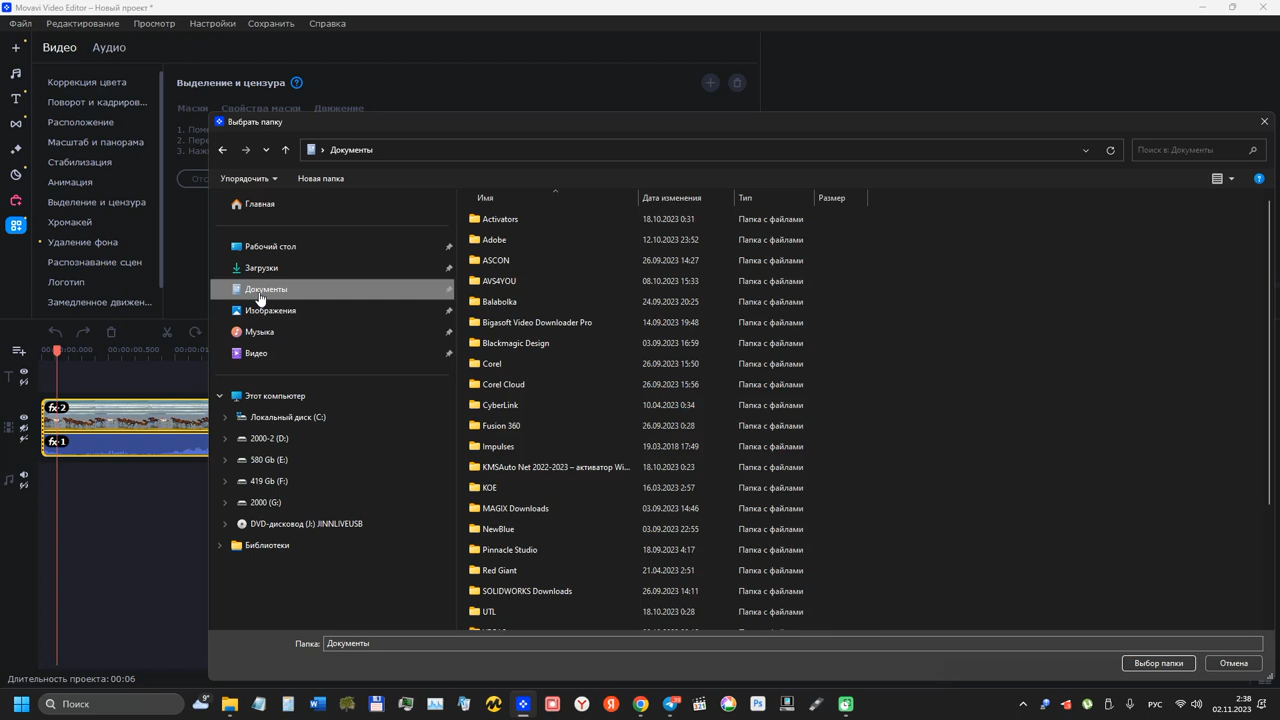 Movavi Video Editor – Новый проект *
Файл Редактирование Просмотр Настройки Сохранить Справка
Видео Аудио
Коррекция цвета
Поворот и кадриров...
Расположение
Масштаб и панорама
Стабилизация
Анимация
Выделение и цензура
Хромакей
Удаление фона
Распознавание сцен
Логотип
Замедленное движен...
Выделение и цензура
Маски Свойства маски Движение
Выбрать папку
Документы
Поиск в: Документы
Упорядочить Новая папка
Главная
Рабочий стол
Загрузки
Документы
Изображения
Музыка
Видео
Этот компьютер
Локальный диск (C:)
2000-2 (D:)
580 Gb (E:)
419 Gb (F:)
2000 (G:)
DVD-дисковод (J:) JINNLIVEUSB
Библиотеки
Имя Дата изменения Тип Размер
Activators 18.10.2023 0:31 Папка с файлами
Adobe 12.10.2023 23:52 Папка с файлами
ASCON 26.09.2023 14:27 Папка с файлами
AVS4YOU 08.10.2023 15:33 Папка с файлами
Balabolka 24.09.2023 20:25 Папка с файлами
Bigasoft Video Downloader Pro 14.09.2023 19:48 Папка с файлами
Blackmagic Design 03.09.2023 16:59 Папка с файлами
Corel 26.09.2023 15:50 Папка с файлами
Corel Cloud 26.09.2023 15:56 Папка с файлами
CyberLink 10.04.2023 0:34 Папка с файлами
Fusion 360 26.09.2023 0:28 Папка с файлами
Impulses 19.03.2018 17:49 Папка с файлами
KMSAuto Net 2022-2023 – активатор Wi... 18.10.2023 0:23 Папка с файлами
KOE 16.03.2023 2:57 Папка с файлами
MAGIX Downloads 03.09.2023 14:46 Папка с файлами
NewBlue 03.09.2023 22:55 Папка с файлами
Pinnacle Studio 18.09.2023 4:17 Папка с файлами
Red Giant 21.04.2023 2:51 Папка с файлами
SOLIDWORKS Downloads 26.09.2023 14:11 Папка с файлами
UTL 18.10.2023 0:28 Папка с файлами
Папка: Документы
Выбор папки Отмена
00:00:00.500
fx·2
fx·1
Длительность проекта: 00:06
Поиск
9°
РУС
2:38
02.11.2023